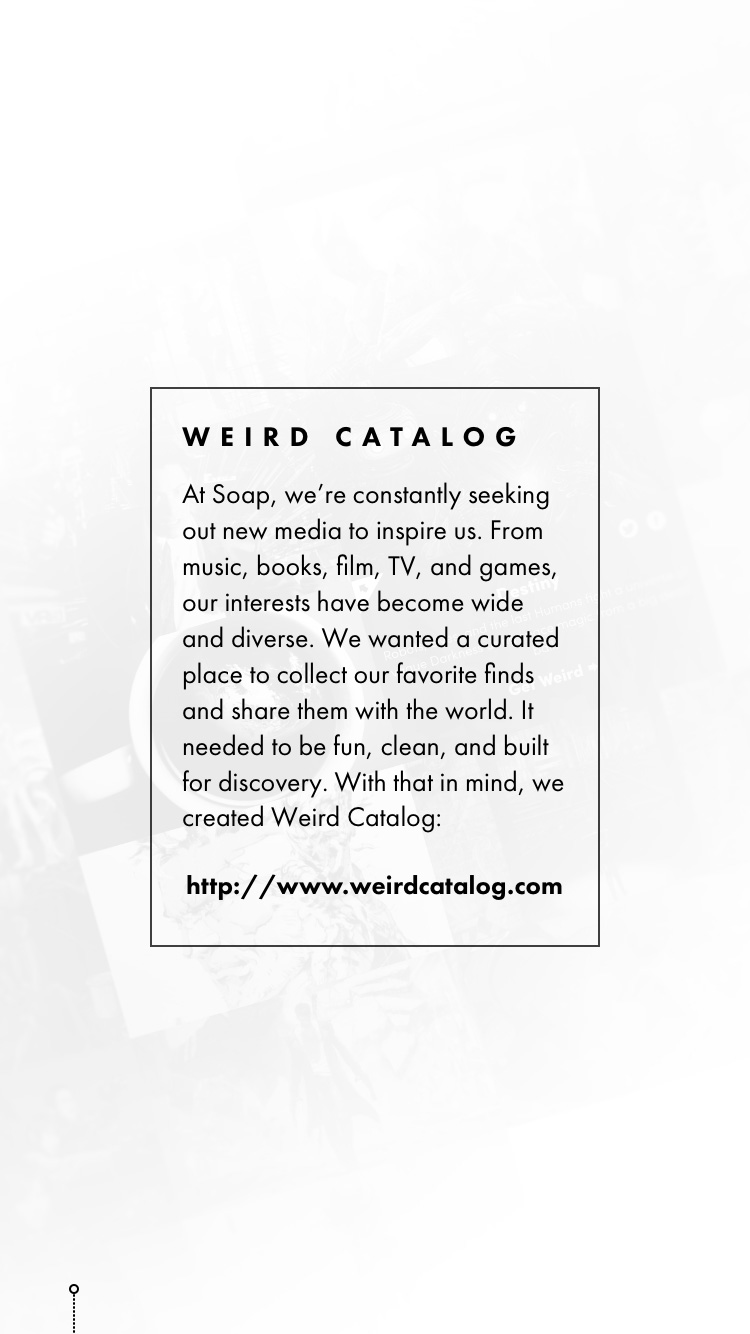 WEIRD CATALOG
At Soap, we’re constantly seeking
out new media to inspire us. From
music, books, film, TV, and games,
our interests have become wide
and diverse. We wanted a curated
place to collect our favorite finds
and share them with the world. It
needed to be fun, clean, and built
for discovery. With that in mind, we
created Weird Catalog:
http://www.weirdcatalog.com
Destiny
Get Weird